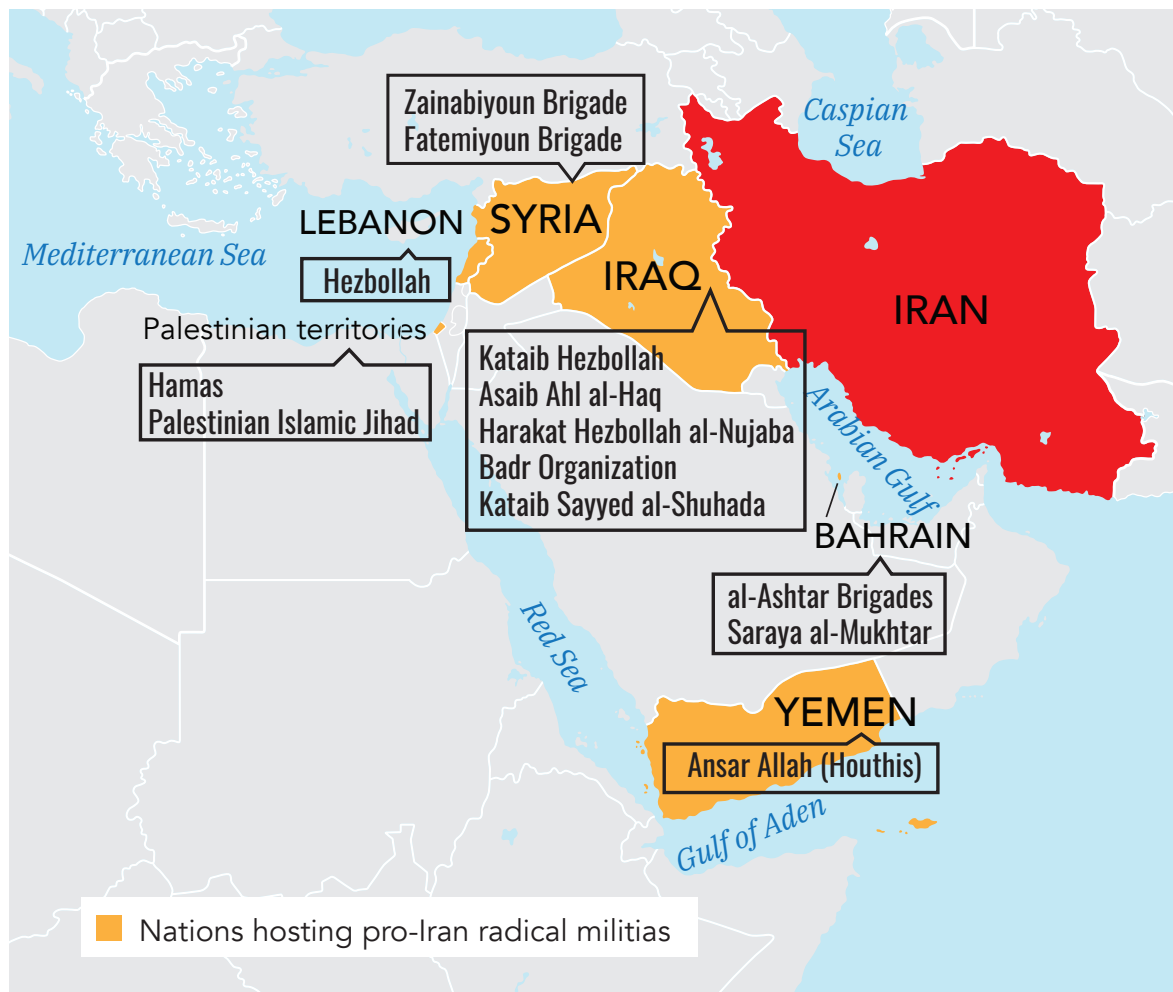 Zainabiyoun Brigade
Fatemiyoun Brigade
Caspian
Sea
LEBANON
SYRIA
Mediterranean Sea
Hezbollah
IRAQ
IRAN
Palestinian territories
Hamas
Palestinian Islamic Jihad
Kataib Hezbollah
Asaib Ahl al-Haq
Harakat Hezbollah al-Nujaba
Badr Organization
Kataib Sayyed al-Shuhada
Arabian Gulf
BAHRAIN
al-Ashtar Brigades
Saraya al-Mukhtar
Red Sea
YEMEN
Ansar Allah (Houthis)
Gulf of Aden
Nations hosting pro-Iran radical militias